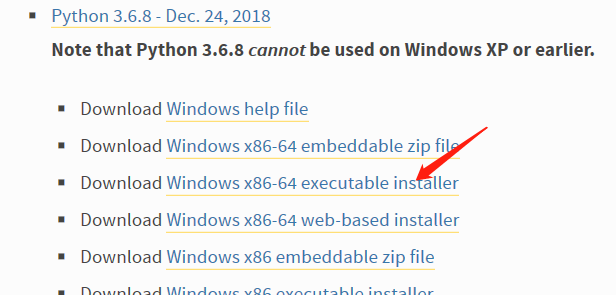 Python 3.6.8 - Dec. 24, 2018
Note that Python 3.6.8 cannot be used on Windows XP or earlier.
Download Windows help file
Download Windows x86-64 embeddable zip file
Download Windows x86-64 executable installer
Download Windows x86-64 web-based installer
Download Windows x86 embeddable zip file
Download Windows x86 executable installer